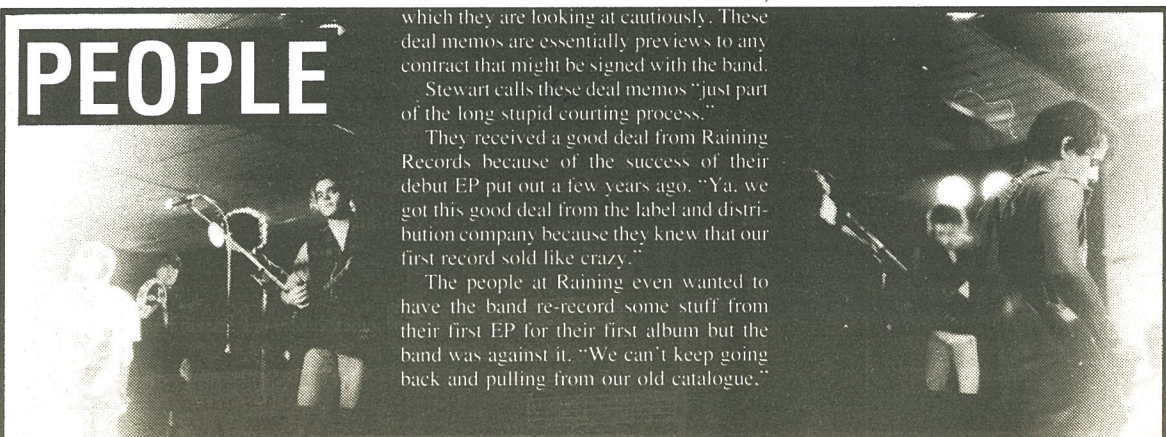 PEOPLE
which they are looking at cautiously. These
deal memos are essentially previews to any
contract that might be signed with the band.
Stewart calls these deal memos “just part
of the long stupid courting process.”
They received a good deal from Raining
Records because of the success of their
debut EP put out a few years ago. “Ya, we
got this good deal from the label and distri-
bution company because they knew that our
first record sold like crazy.”
The people at Raining even wanted to
have the band re-record some stuff from
their first EP for their first album but the
band was against it. “We can’t keep going
back and pulling from our old catalogue.”